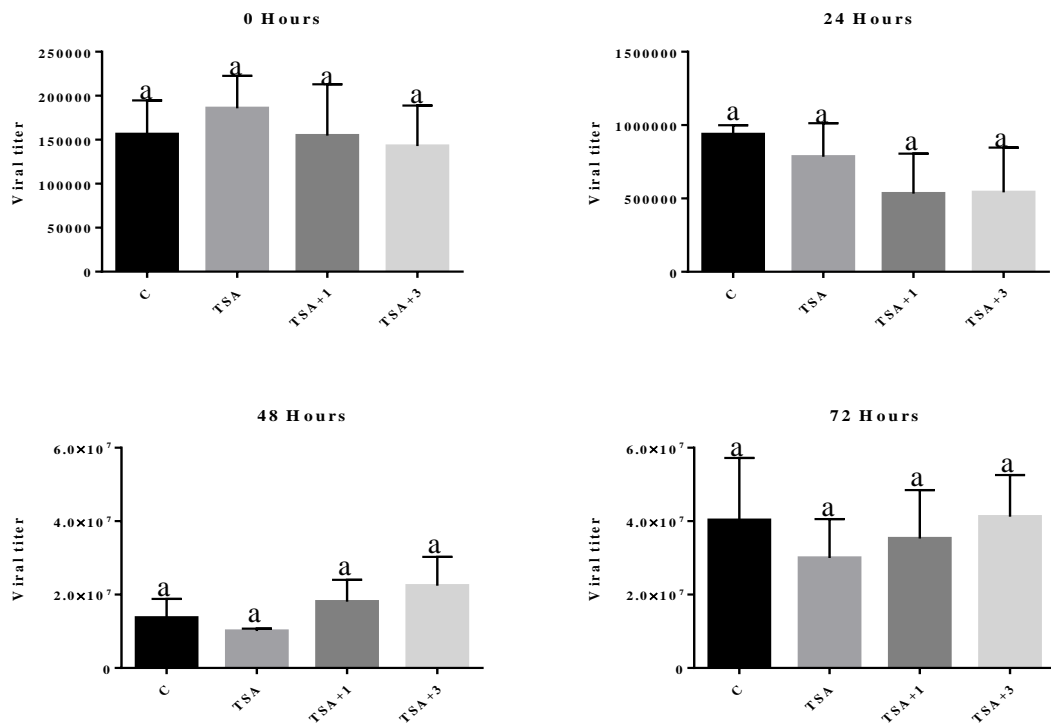 0 Hours
Viral titer
250000
200000
150000
100000
50000
0
a
a
a
a
C
TSA
TSA+1
TSA+3
24 Hours
Viral titer
1500000
1000000
500000
0
a
a
a
a
C
TSA
TSA+1
TSA+3
48 Hours
Viral titer
6.0×10⁷
4.0×10⁷
2.0×10⁷
0
a
a
a
a
C
TSA
TSA+1
TSA+3
72 Hours
Viral titer
6.0×10⁷
4.0×10⁷
2.0×10⁷
0
a
a
a
a
C
TSA
TSA+1
TSA+3